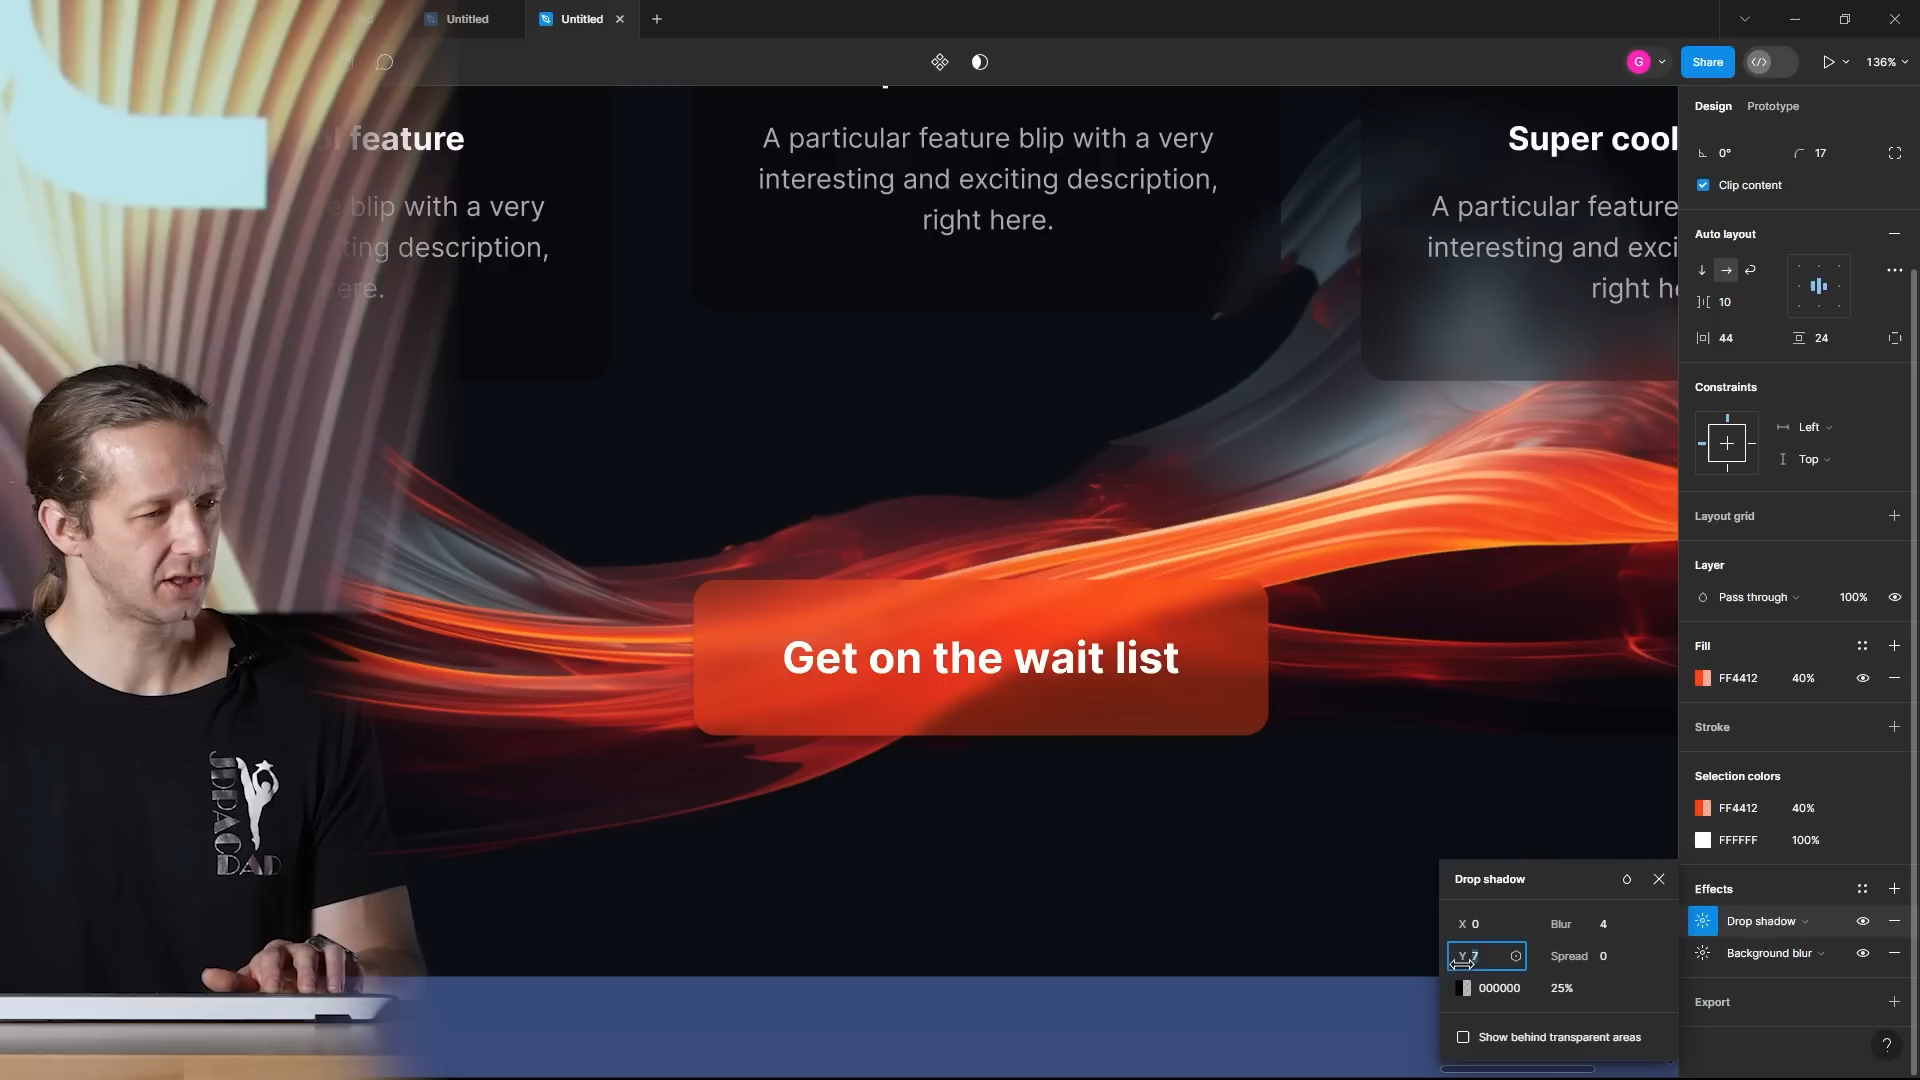 Untitled
Untitled
G
Share
136%
feature
blip with a very
ting description,
ere.
A particular feature blip with a very
interesting and exciting description,
right here.
Super cool
A particular feature
interesting and exci
right he
Get on the wait list
JDPAC
DAD
Design
Prototype
0°
17
Clip content
Auto layout
10
44
24
Constraints
Left
Top
Layout grid
Layer
Pass through
100%
Fill
FF4412
40%
Stroke
Selection colors
FF4412
40%
FFFFFF
100%
Effects
Drop shadow
Background blur
Export
?
Drop shadow
X 0
Blur 4
Y 7
Spread 0
000000
25%
Show behind transparent areas